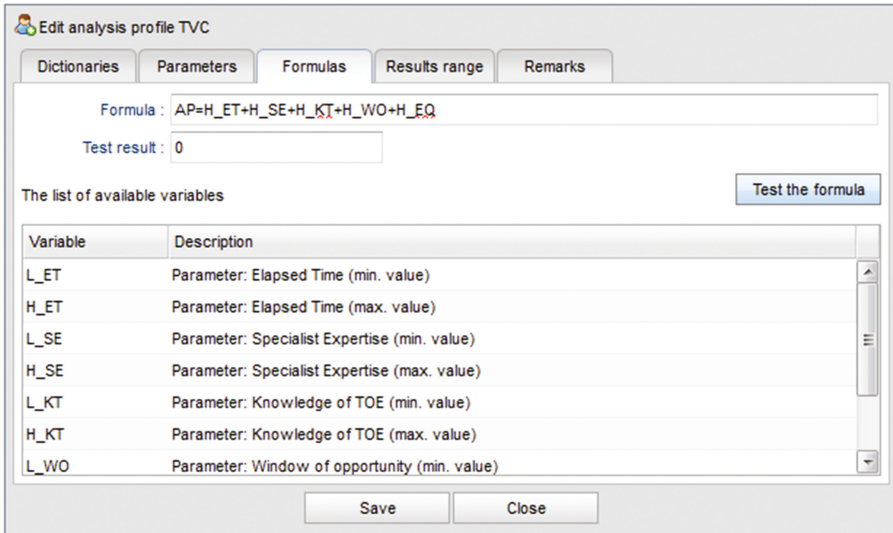 Edit analysis profile TVC
Dictionaries Parameters Formulas Results range Remarks
Formula : AP=H_ET+H_SE+H_KT+H_WO+H_EQ
Test result : 0
The list of available variables Test the formula
Variable Description
L_ET Parameter: Elapsed Time (min. value)
H_ET Parameter: Elapsed Time (max. value)
L_SE Parameter: Specialist Expertise (min. value)
H_SE Parameter: Specialist Expertise (max. value)
L_KT Parameter: Knowledge of TOE (min. value)
H_KT Parameter: Knowledge of TOE (max. value)
L_WO Parameter: Window of opportunity (min. value)
Save Close